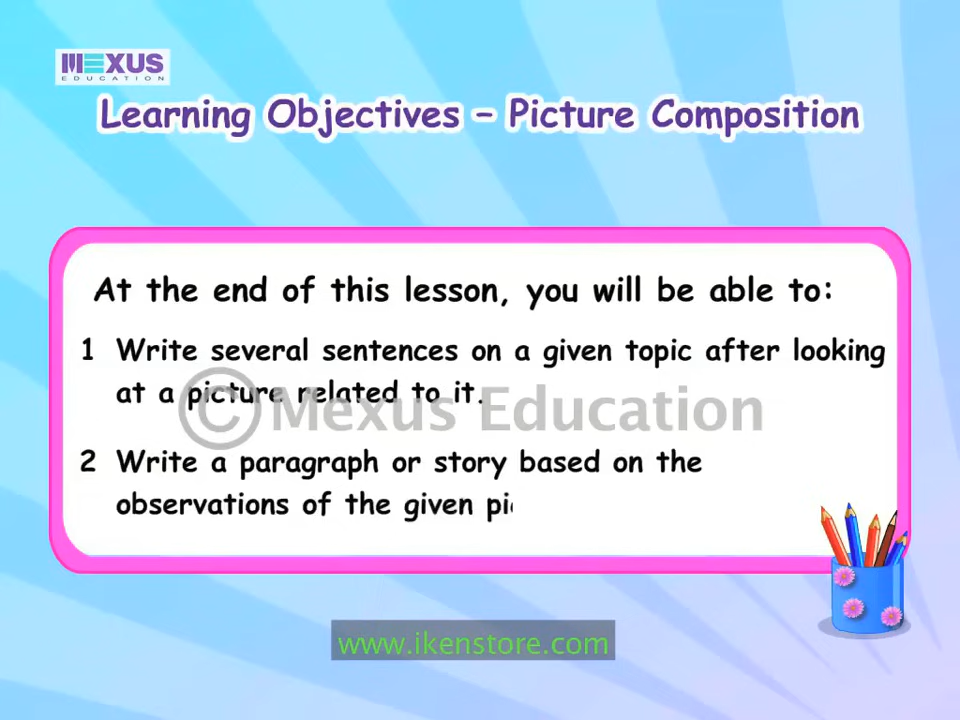 MEXUS
EDUCATION
Learning Objectives – Picture Composition
At the end of this lesson, you will be able to:
1 Write several sentences on a given topic after looking
at a picture related to it.
© Mexus Education
2 Write a paragraph or story based on the
observations of the given pi
www.ikenstore.com